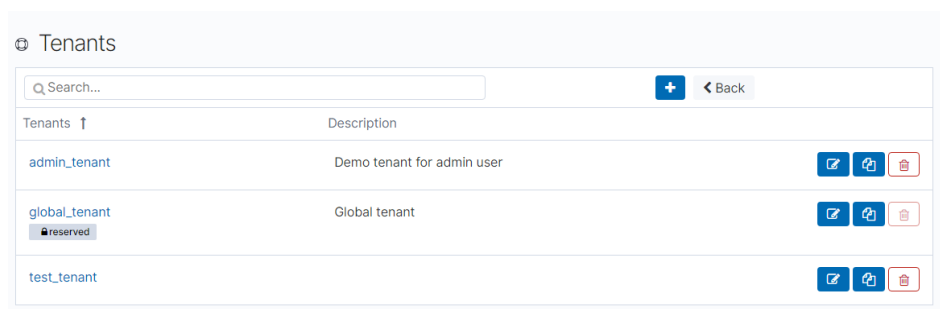 Tenants
Search...
Back
Tenants Description
admin_tenant Demo tenant for admin user
global_tenant Global tenant
reserved
test_tenant